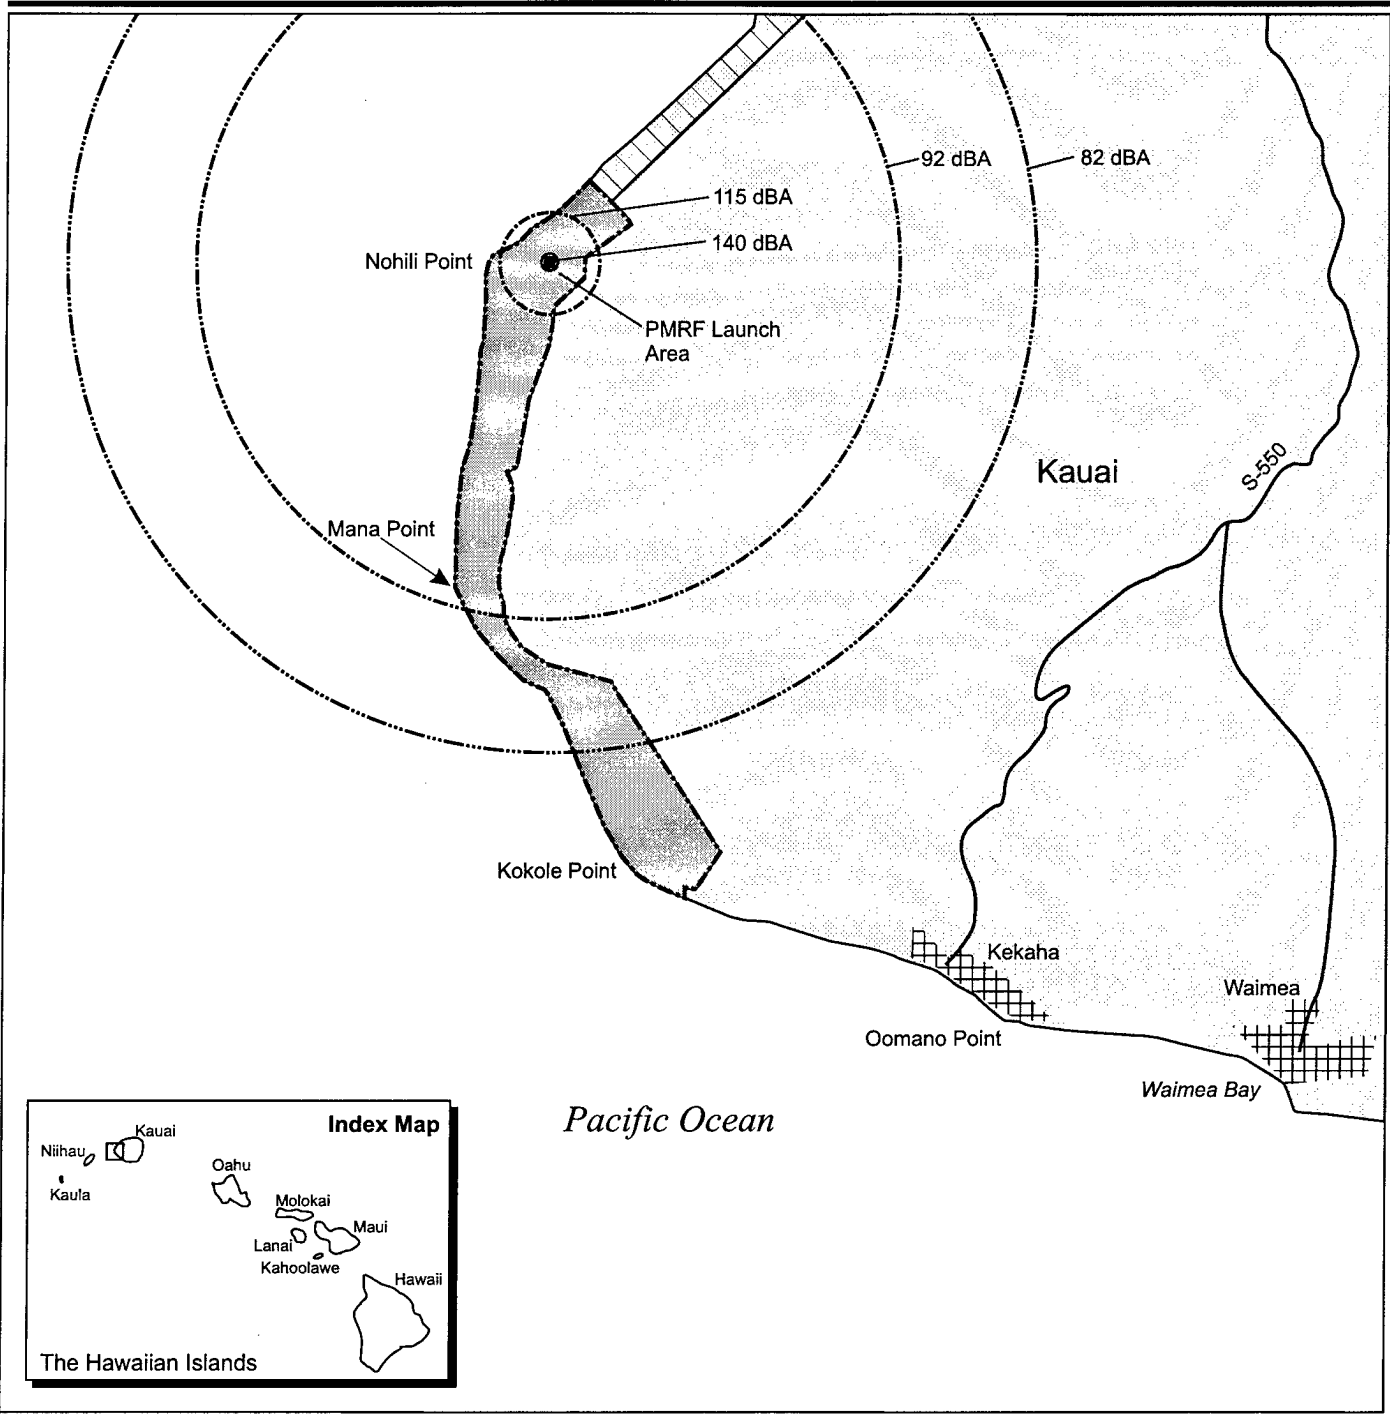 92 dBA
82 dBA
115 dBA
140 dBA
Nohili Point
PMRF Launch
Area
Kauai
S-550
Mana Point
Kokole Point
Kekaha
Waimea
Oomano Point
Waimea Bay
Pacific Ocean
Index Map
Kauai
Niihau
Kaula
Oahu
Molokai
Maui
Lanai
Kahoolawe
Hawaii
The Hawaiian Islands